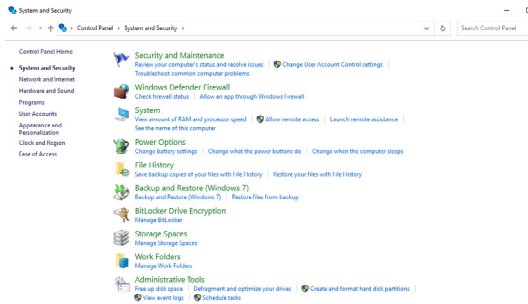 System and Security
Control Panel > System and Security >
Search Control Panel
Control Panel Home
System and Security
Network and Internet
Hardware and Sound
Programs
User Accounts
Appearance and
Personalization
Clock and Region
Ease of Access
Security and Maintenance
Review your computer's status and resolve issues | Change User Account Control settings |
Troubleshoot common computer problems
Windows Defender Firewall
Check firewall status | Allow an app through Windows Firewall
System
View amount of RAM and processor speed | Allow remote access | Launch remote assistance |
See the name of this computer
Power Options
Change battery settings | Change what the power buttons do | Change when the computer sleeps
File History
Save backup copies of your files with File History | Restore your files with File History
Backup and Restore (Windows 7)
Backup and Restore (Windows 7) | Restore files from backup
BitLocker Drive Encryption
Manage BitLocker
Storage Spaces
Manage Storage Spaces
Work Folders
Manage Work Folders
Administrative Tools
Free up disk space | Defragment and optimize your drives | Create and format hard disk partitions |
View event logs | Schedule tasks